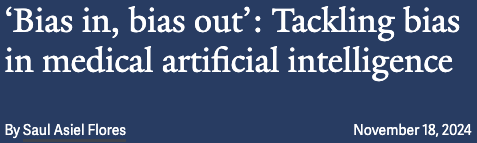 ‘Bias in, bias out’: Tackling bias
in medical artificial intelligence
By Saul Asiel Flores November 18, 2024